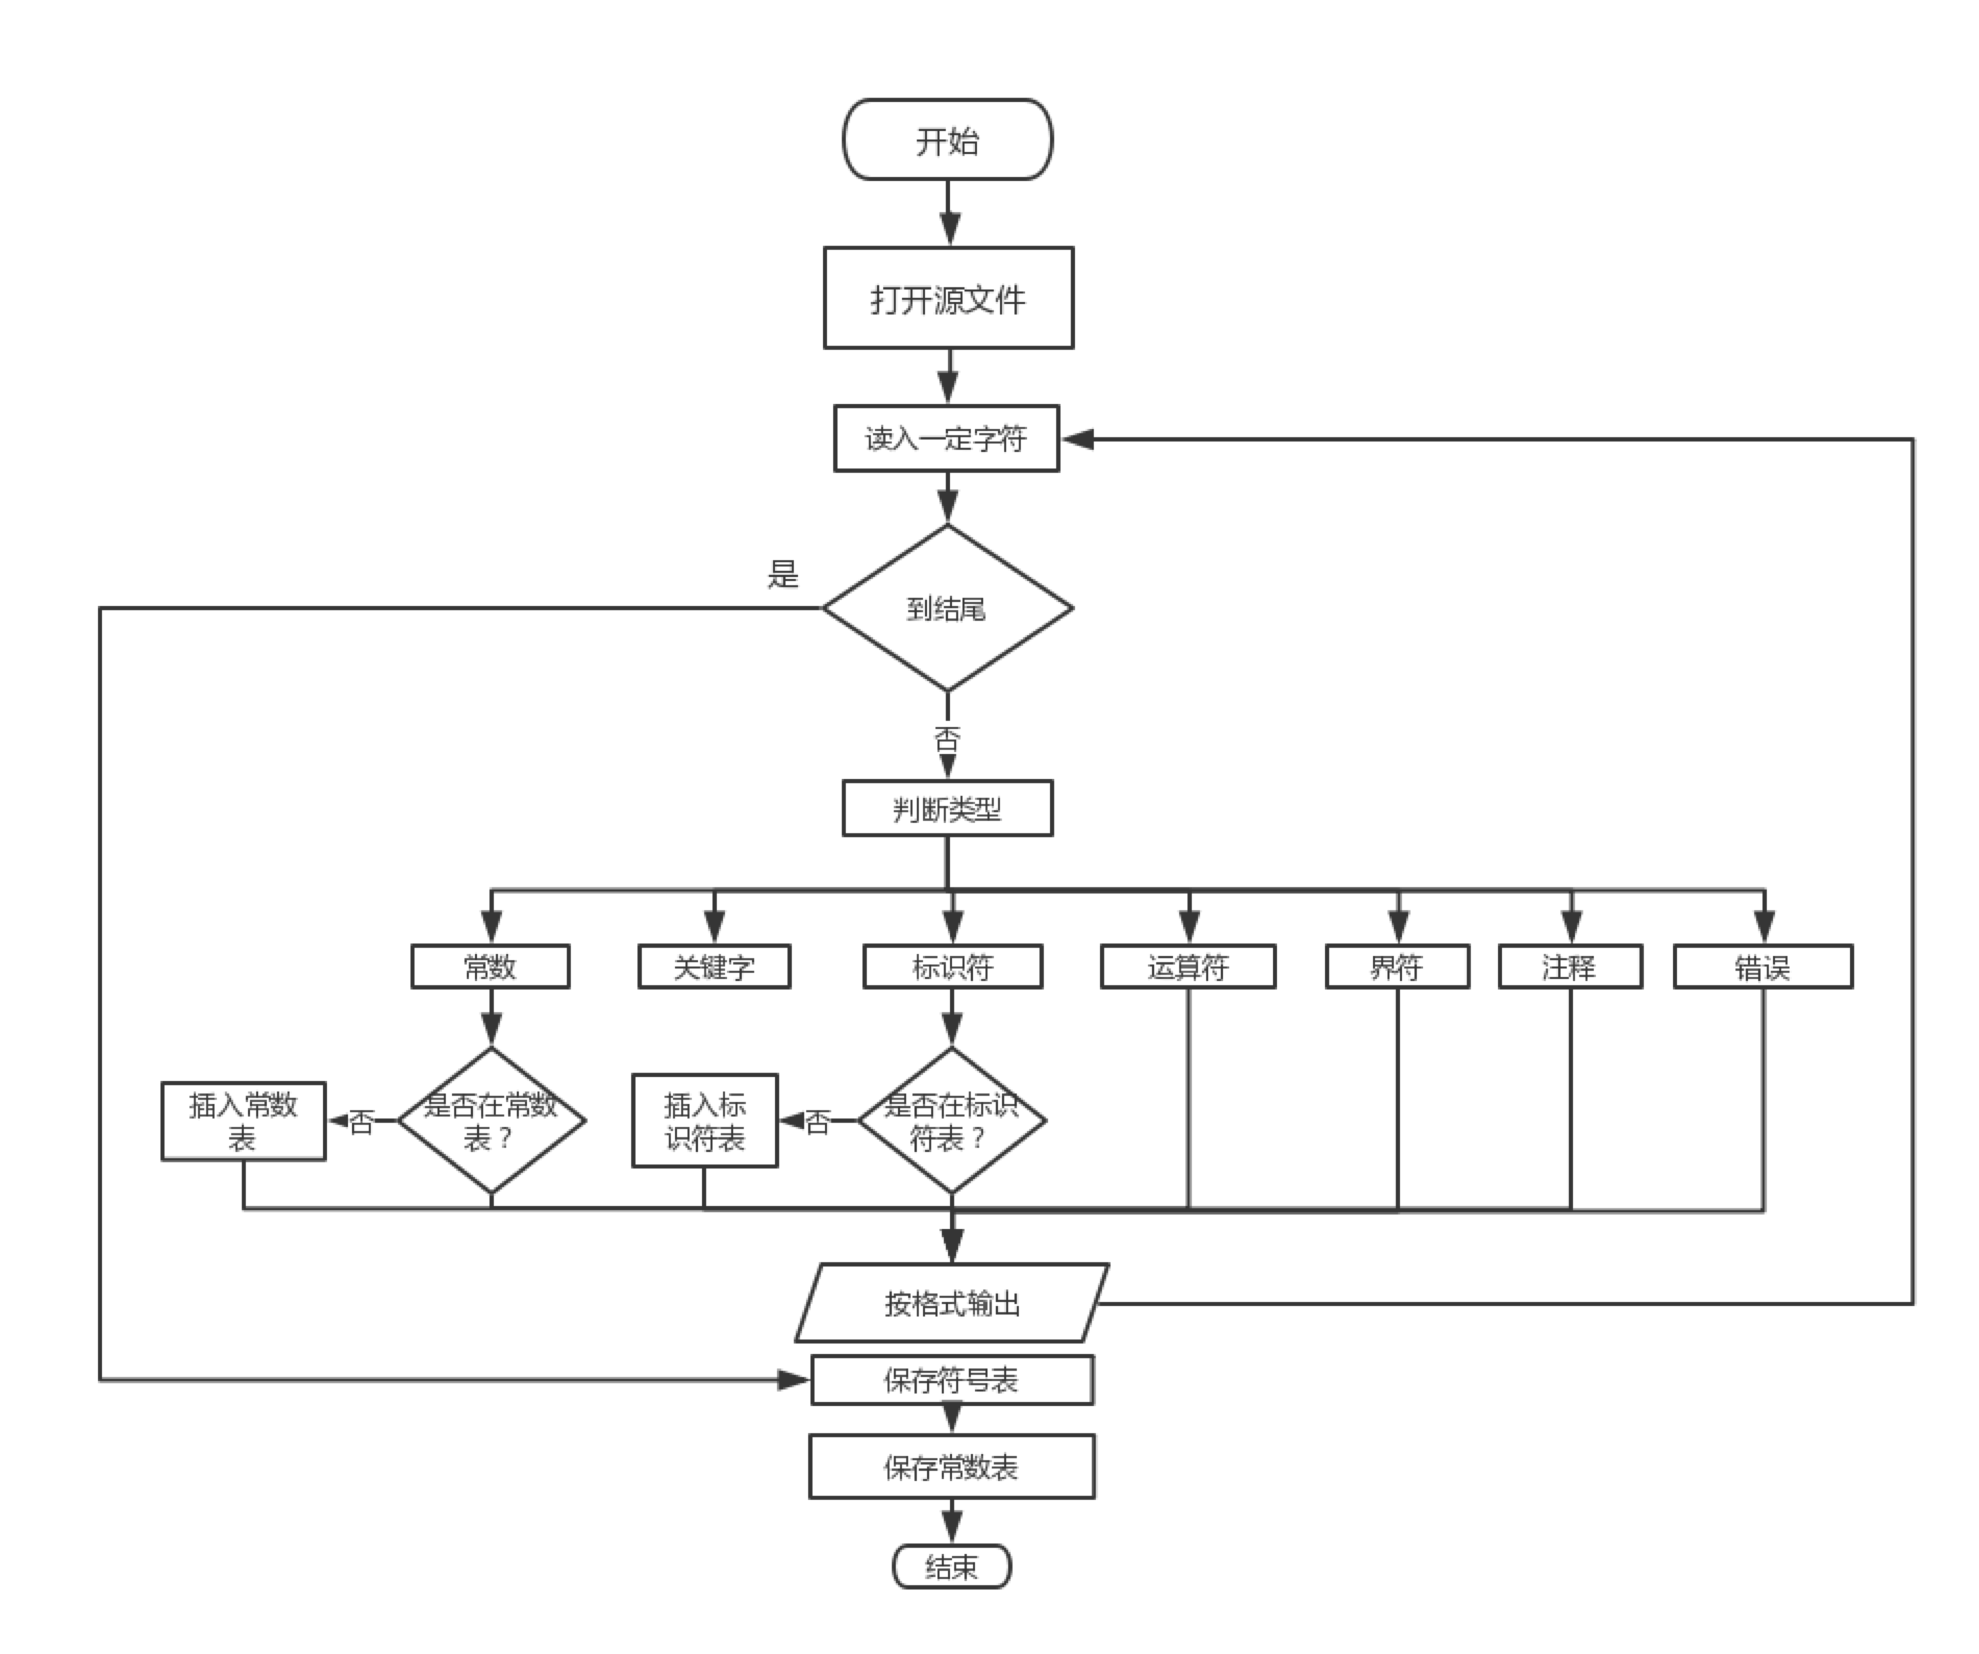 开始
打开源文件
读入一定字符
是
到结尾
否
判断类型
常数
关键字
标识符
运算符
界符
注释
错误
插入常数
表
否
是否在常数
表？
插入标
识符表
否
是否在标识
符表？
按格式输出
保存符号表
保存常数表
结束